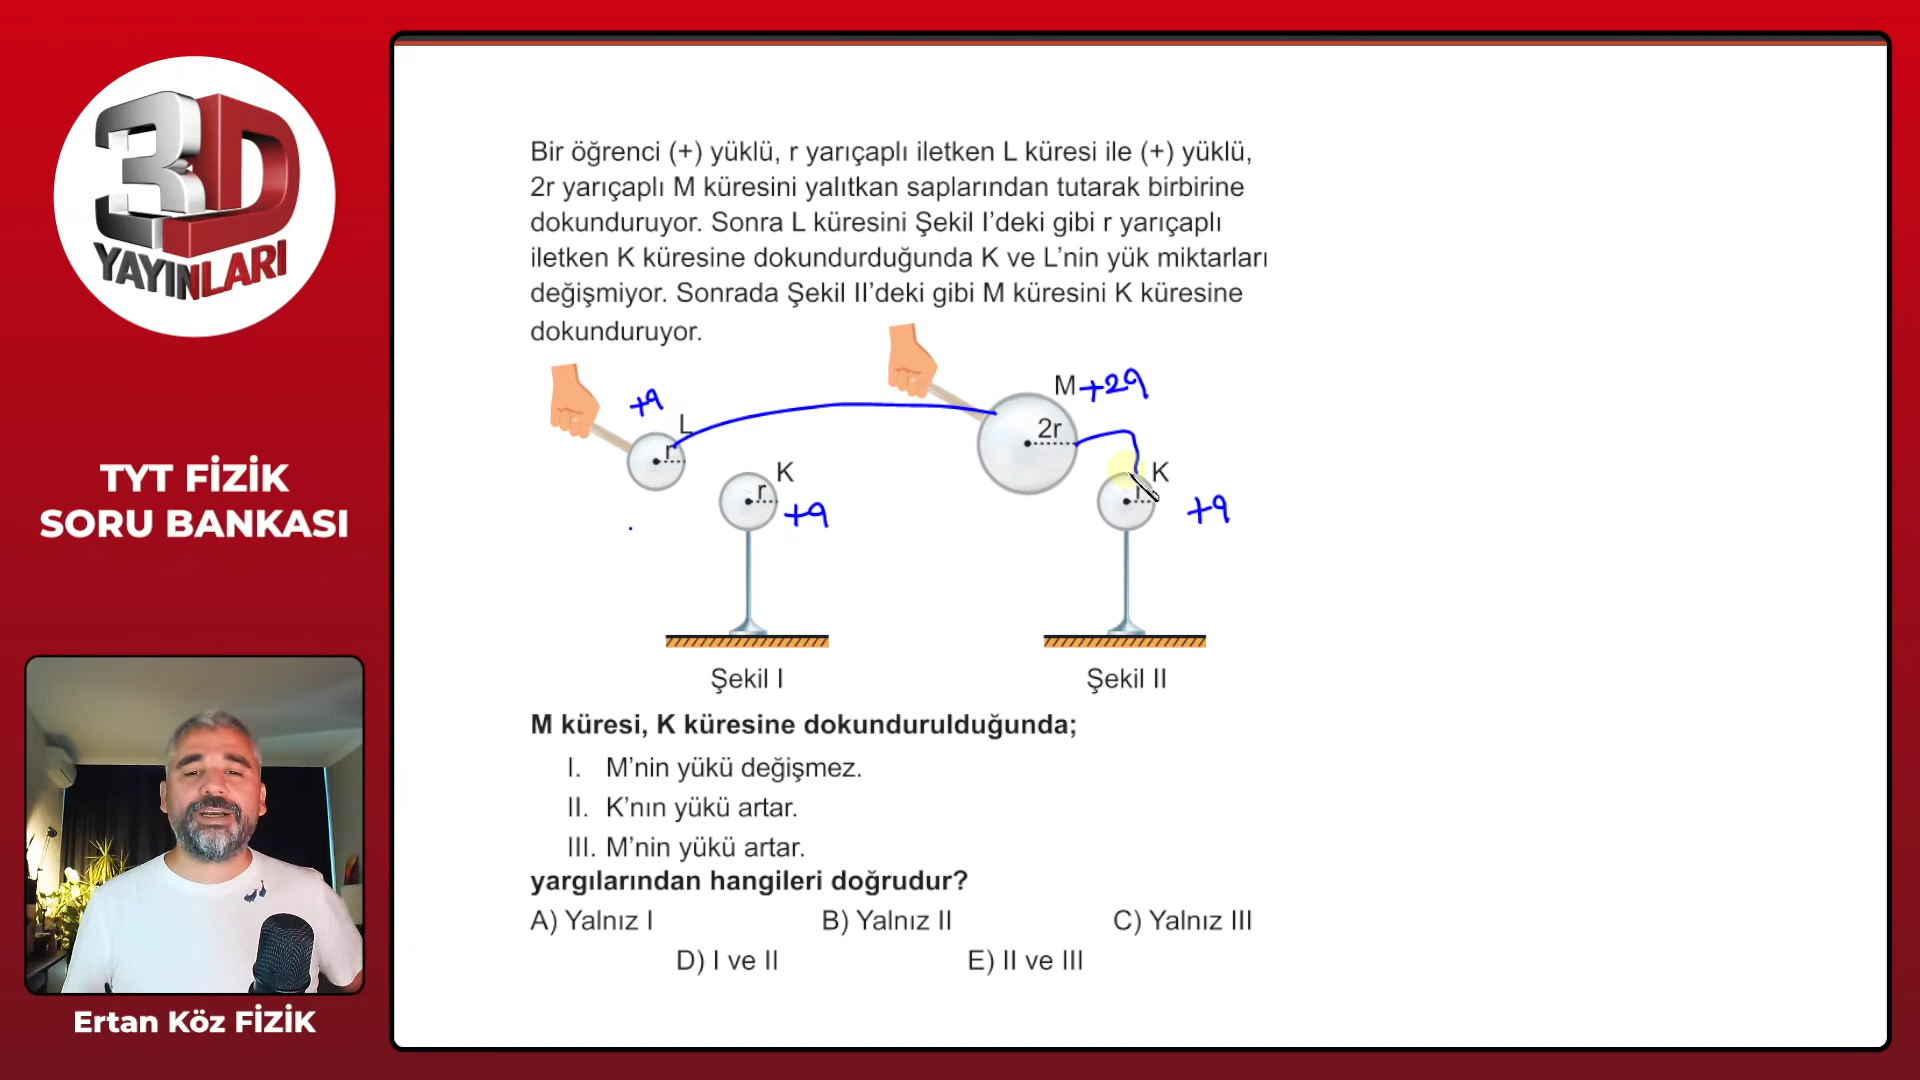 3D
YAYINLARI
TYT FİZİK
SORU BANKASI
Ertan Köz FİZİK
Bir öğrenci (+) yüklü, r yarıçaplı iletken L küresi ile (+) yüklü,
2r yarıçaplı M küresini yalıtkan saplarından tutarak birbirine
dokunduruyor. Sonra L küresini Şekil I’deki gibi r yarıçaplı
iletken K küresine dokundurduğunda K ve L’nin yük miktarları
değişmiyor. Sonrada Şekil II’deki gibi M küresini K küresine
dokunduruyor.
+q
L
r
K
r
+q
M +2q
2r
K
r
+q
Şekil I
Şekil II
M küresi, K küresine dokundurulduğunda;
I. M’nin yükü değişmez.
II. K’nın yükü artar.
III. M’nin yükü artar.
yargılarından hangileri doğrudur?
A) Yalnız I
B) Yalnız II
C) Yalnız III
D) I ve II
E) II ve III